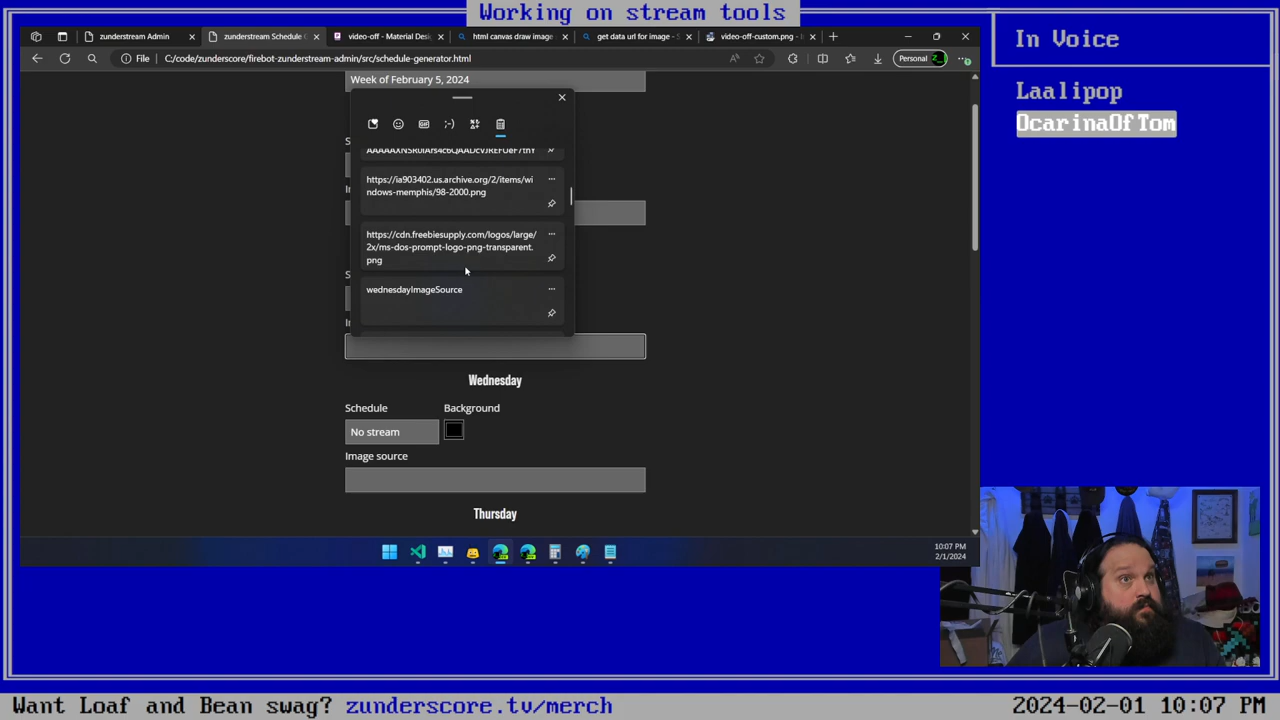 Working on stream tools
zunderstream Admin
zunderstream Schedule G
video-off - Material Des
html canvas draw image
get data url for image - S
video-off-custom.png - I
File
C:/code/zunderscore/firebot-zunderstream-admin/src/schedule-generator.html
Personal
Week of February 5, 2024
https://ia903402.us.archive.org/2/items/wi
ndows-memphis/98-2000.png
https://cdn.freebiesupply.com/logos/large/
2x/ms-dos-prompt-logo-png-transparent.
png
wednesdayImageSource
Wednesday
Schedule
Background
No stream
Image source
Thursday
10:07 PM
2/1/2024
In Voice
Laalipop
OcarinaOfTom
Want Loaf and Bean swag? zunderscore.tv/merch
2024-02-01 10:07 PM